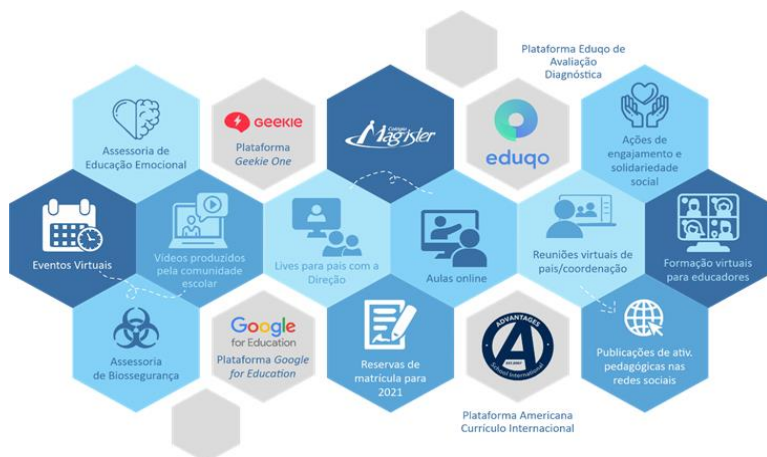 Plataforma Eduqo de
Avaliação
Diagnóstica
Assessoria de
Educação Emocional
GEEKIE
Plataforma
Geekie One
Colégio
Magister
eduqo
Ações de
engajamento e
solidariedade
social
Eventos Virtuais
Vídeos produzidos
pela comunidade
escolar
Lives para pais com a
Direção
Aulas online
Reuniões virtuais de
pais/coordenação
Formação virtuais
para educadores
Assessoria
de Biossegurança
Google
for Education
Plataforma Google
for Education
Reservas de
matrícula para
2021
ADVANTAGES
A
School International
Publicações de ativ.
pedagógicas nas
redes sociais
Plataforma Americana
Currículo Internacional